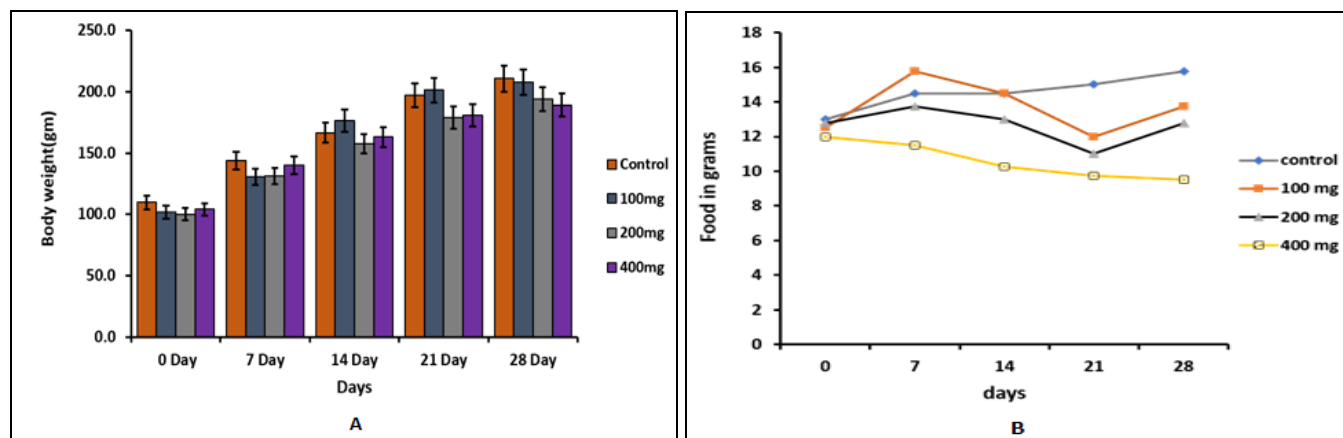 250.0
200.0
150.0
100.0
50.0
0.0
Body weight(gm)
0 Day 7 Day 14 Day 21 Day 28 Day
Days
Control
100mg
200mg
400mg
A
18
16
14
12
10
8
6
4
2
0
Food in grams
0 7 14 21 28
days
control
100 mg
200 mg
400 mg
B